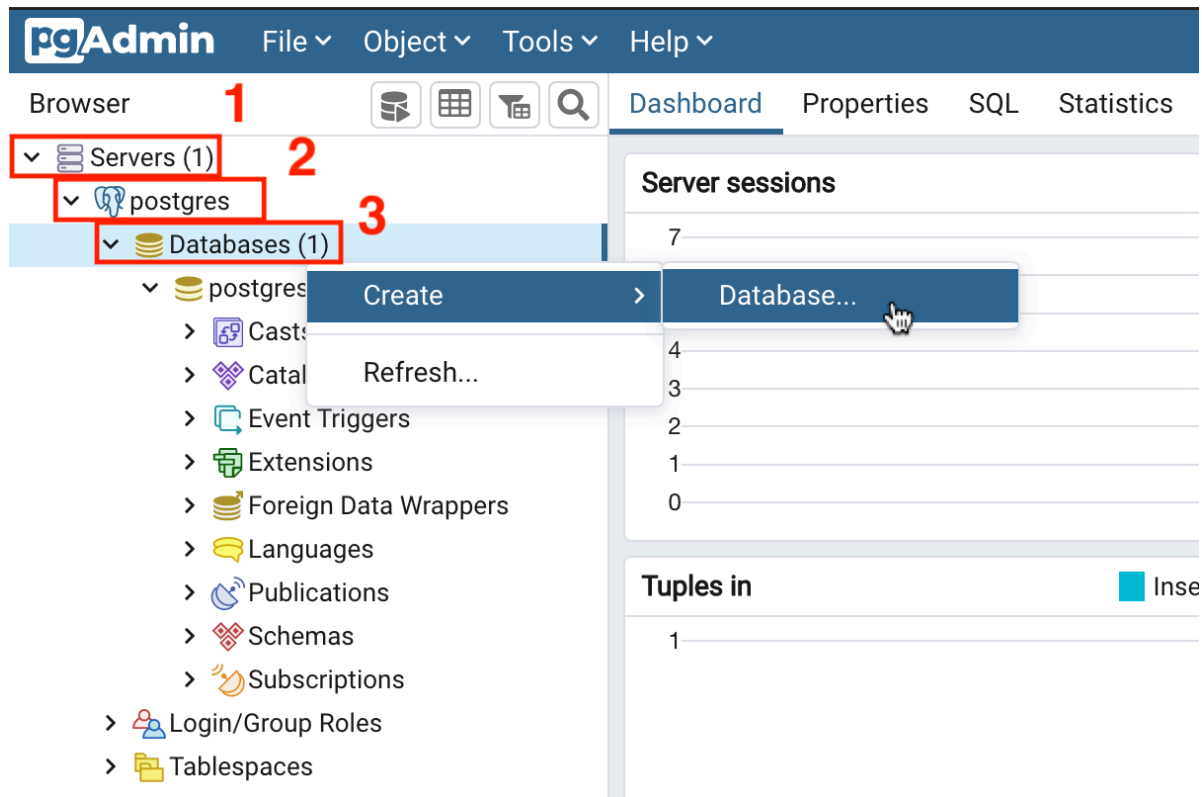 pgAdmin File Object Tools Help
Browser 1 Dashboard Properties SQL Statistics
Servers (1) 2
postgres 3
Databases (1)
postgres
Casts
Event Triggers
Extensions
Foreign Data Wrappers
Languages
Publications
Schemas
Subscriptions
Login/Group Roles
Tablespaces
Create Database...
Refresh...
Server sessions
7
4
3
2
1
0
Tuples in
1